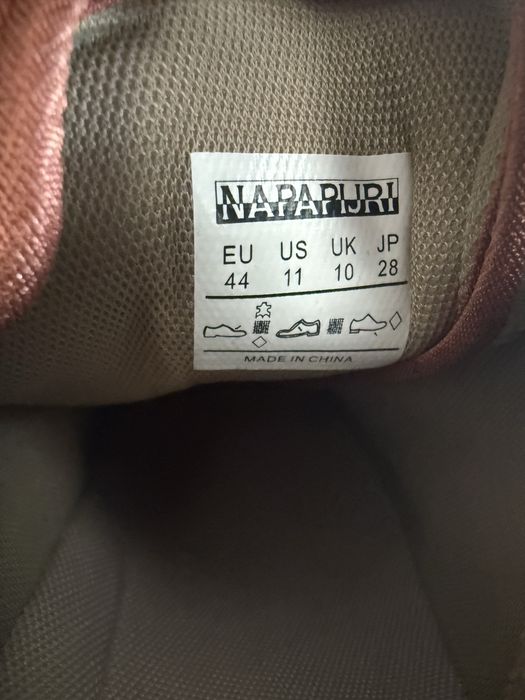 NAPAPIJRI
EU US UK JP
44 11 10 28
MADE IN CHINA